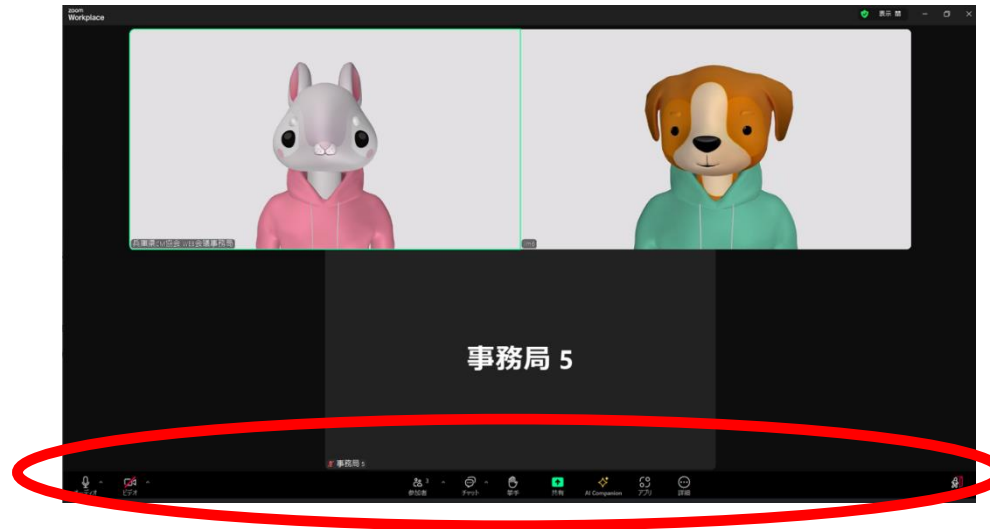 zoom
Workplace
表示
事務局 5
事務局 5
ビデオ
参加者
チャット
挙手
共有
AI Companion
アプリ
詳細